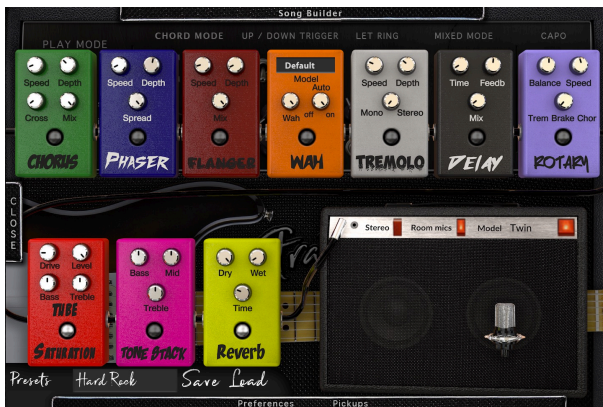 Song Builder
PLAY MODE CHORD MODE UP / DOWN TRIGGER LET RING MIXED MODE CAPO
Speed Depth
Cross Mix
CHORUS
Speed Depth
Spread
PHASER
Speed Depth
Mix
FLANGER
Default
Model
Auto
Wah off on
WAH
Speed Depth
Mono Stereo
TREMOLO
Time Feedb
Mix
DELAY
Balance Speed
Trem Brake Chor
ROTARY
CLOSE
Drive Level
Bass Treble
TUBE
SATURATION
Bass Mid
Treble
TONE STACK
Dry Wet
Time
Reverb
Fra
Stereo Room mics Model Twin
Presets Hard Rock Save Load
Preferences Pickups